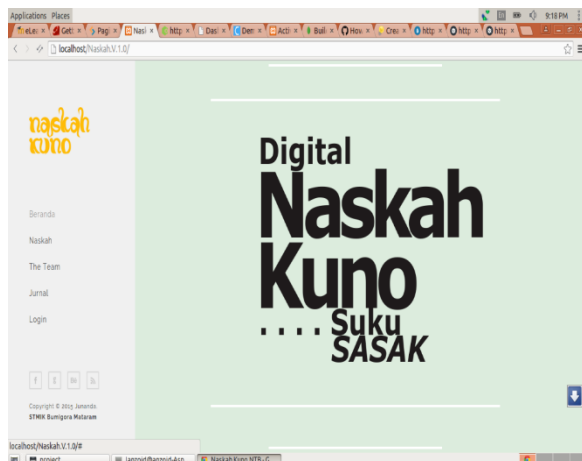 Applications Places
9:18 PM
localhost/Naskah.V.1.0/
naskah
kuno
Beranda
Naskah
The Team
Jurnal
Login
Copyright © 2015 Jamendo
STMIK Bumigora Mataram
Digital
Naskah
Kuno
.... Suku
SASAK
localhost/Naskah.V.1.0/#
project
Naskah Kuno NTB - G